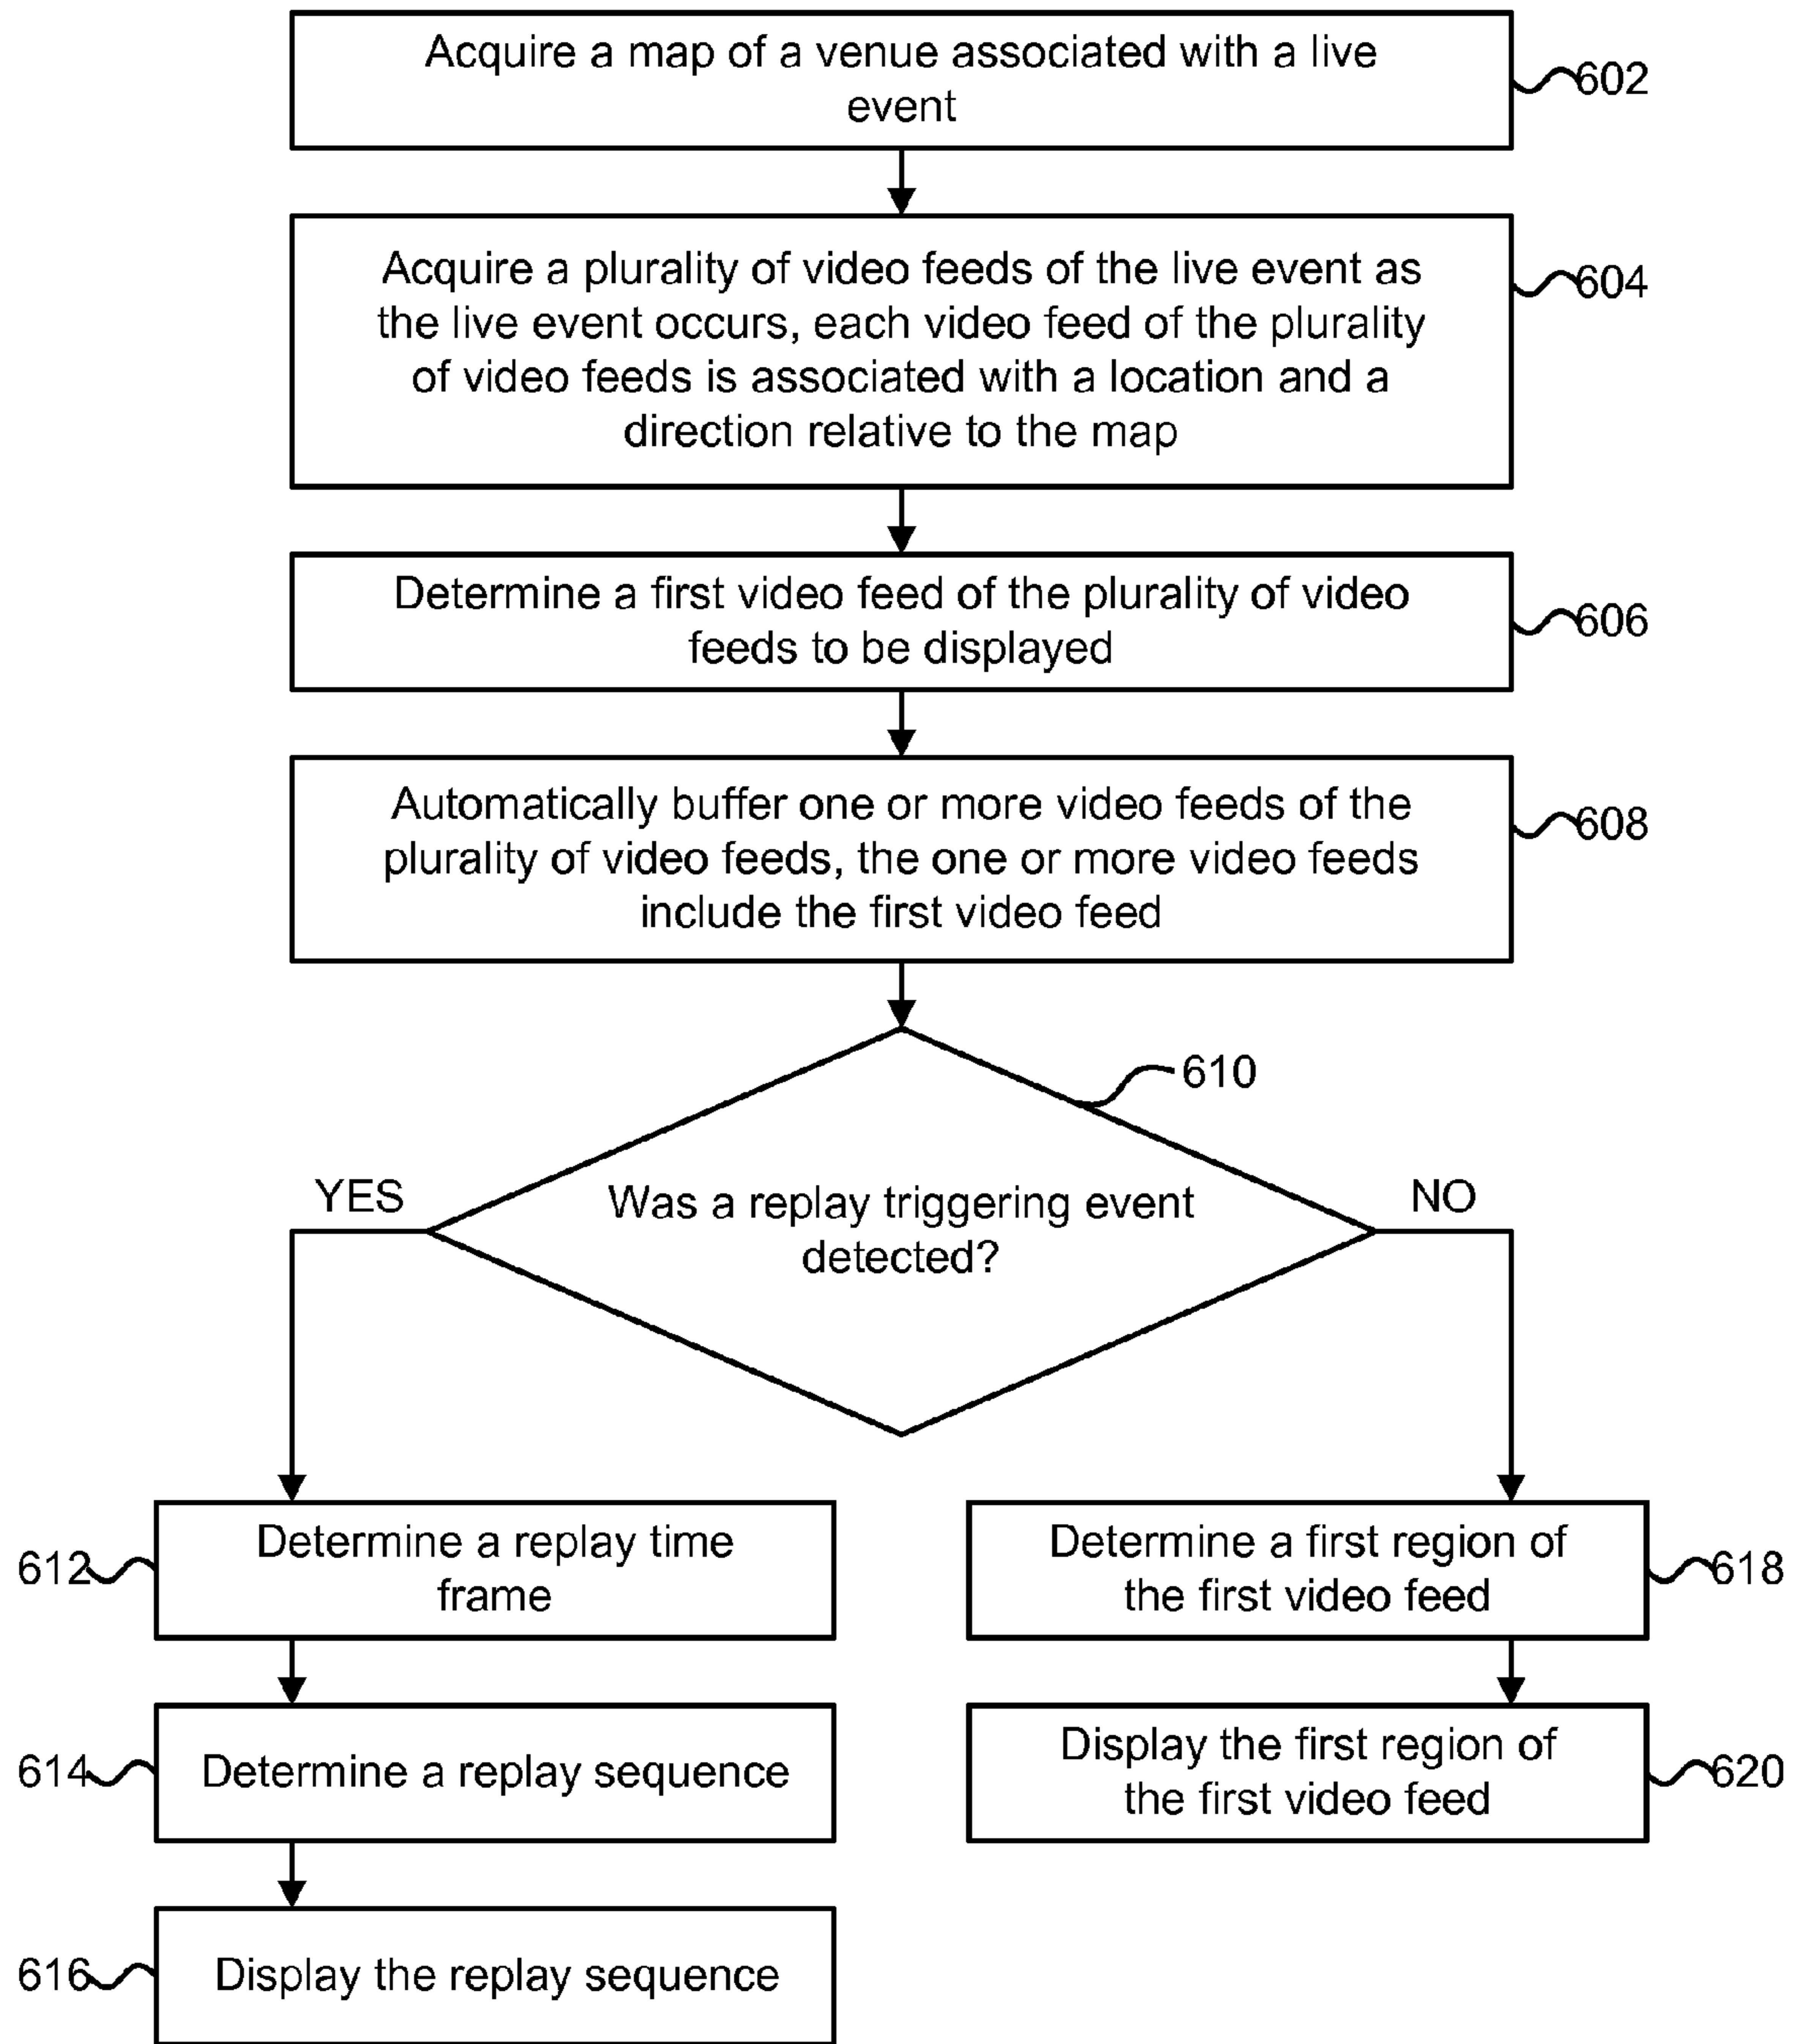 Acquire a map of a venue associated with a live
event
602
Acquire a plurality of video feeds of the live event as
the live event occurs, each video feed of the plurality
of video feeds is associated with a location and a
direction relative to the map
604
Determine a first video feed of the plurality of video
feeds to be displayed
606
Automatically buffer one or more video feeds of the
plurality of video feeds, the one or more video feeds
include the first video feed
608
610
Was a replay triggering event
detected?
YES
NO
612
Determine a replay time
frame
Determine a first region of
the first video feed
618
614
Determine a replay sequence
Display the first region of
the first video feed
620
616
Display the replay sequence